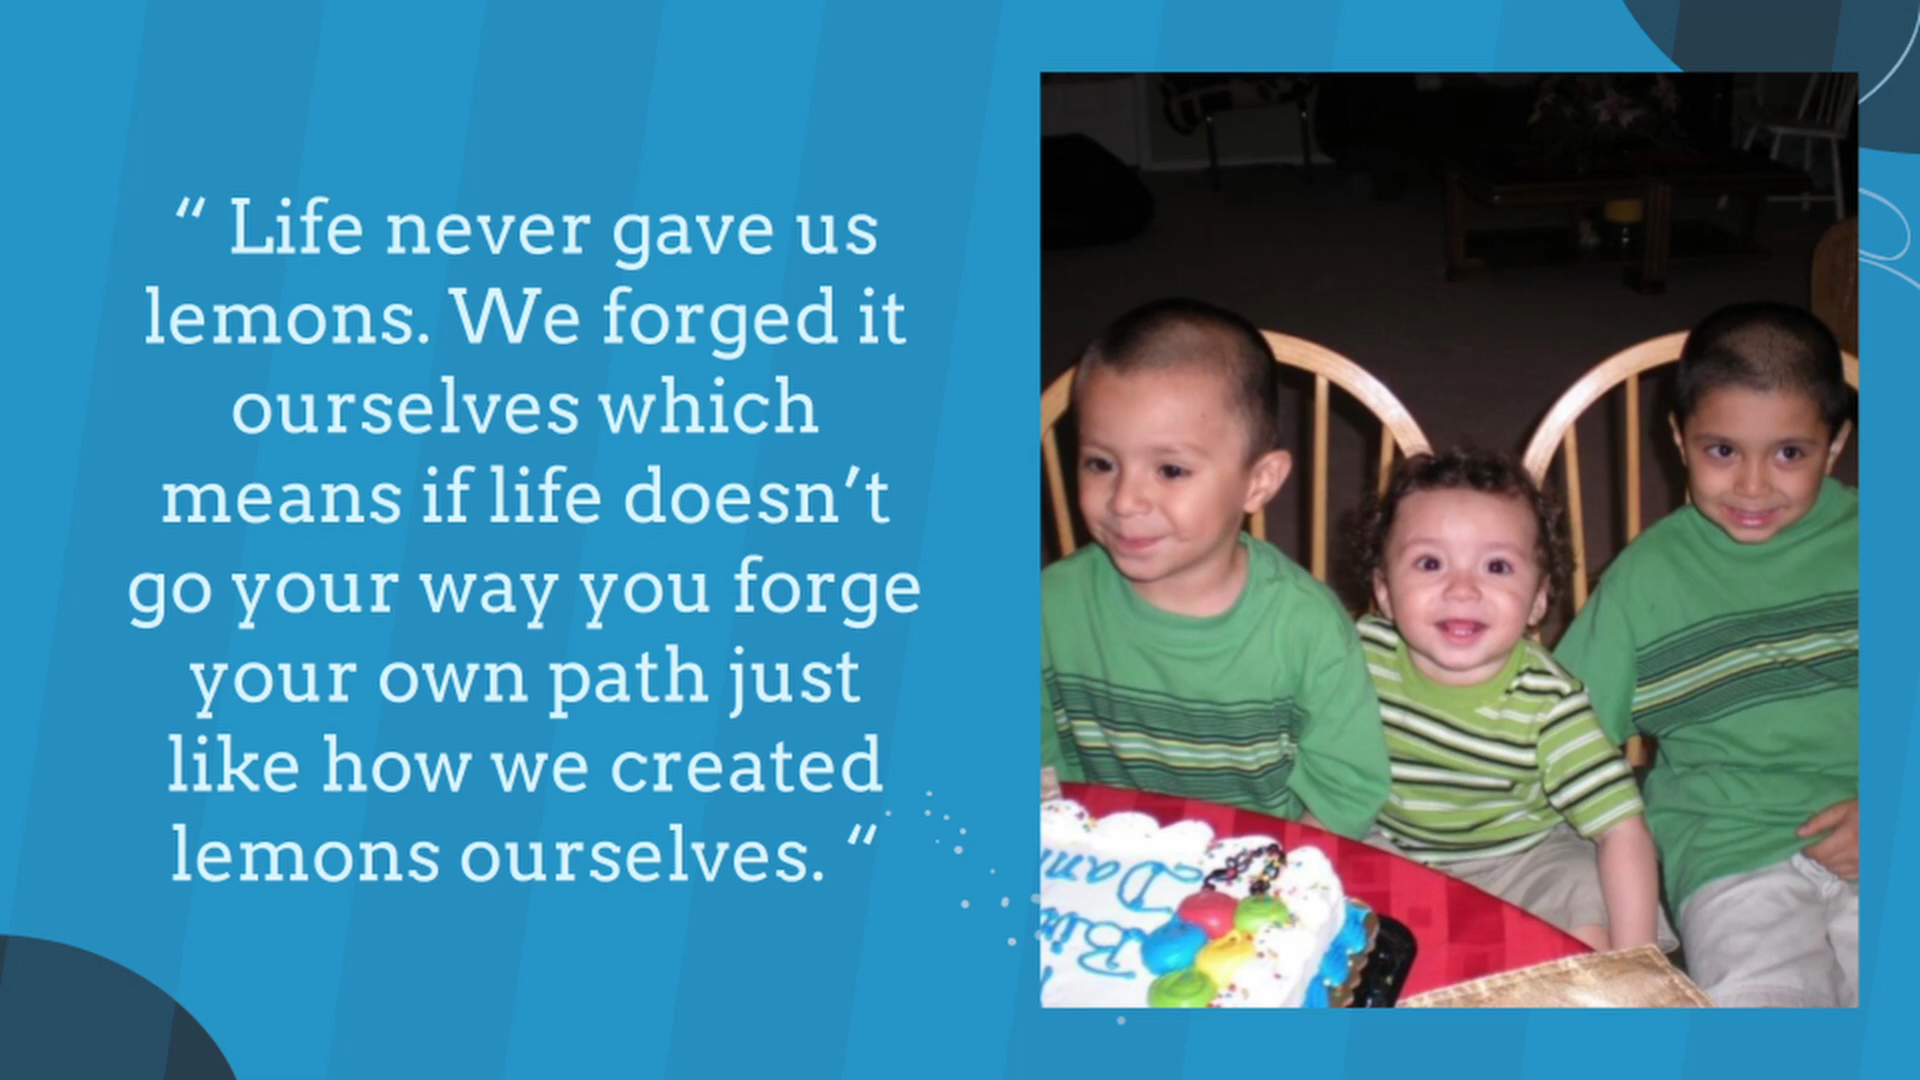 “ Life never gave us
lemons. We forged it
ourselves which
means if life doesn’t
go your way you forge
your own path just
like how we created
lemons ourselves. “